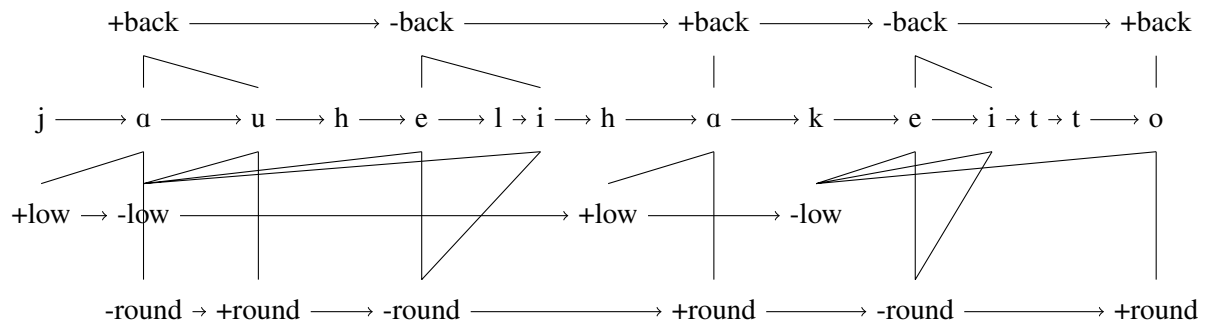 +back -back +back -back +back
j ɑ u h e l i h ɑ k e i t t o
+low -low +low -low
-round +round -round +round -round +round